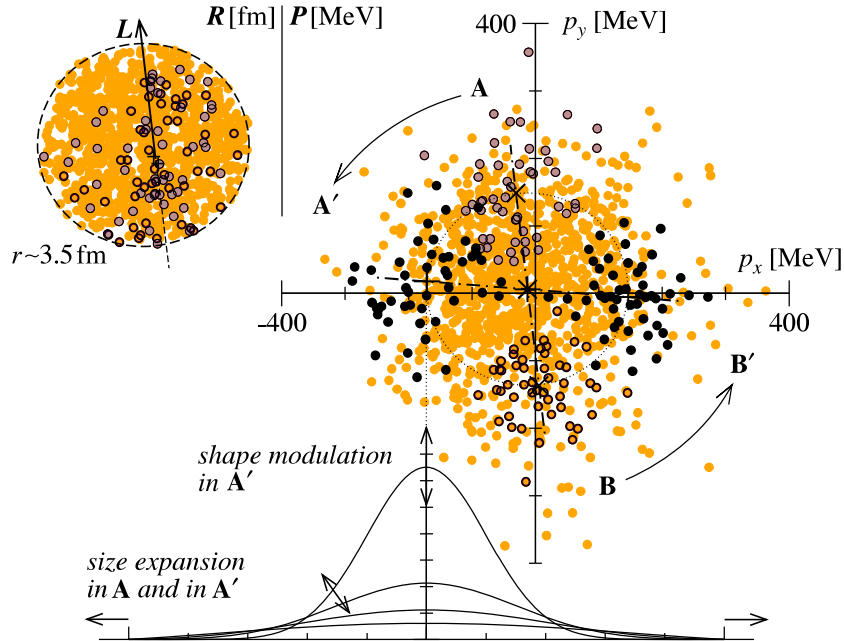 R [fm] P [MeV]
400 p_y [MeV]
L
A
A′
r~3.5 fm
p_x [MeV]
–400
400
B′
shape modulation
in A′
B
size expansion
in A and in A′